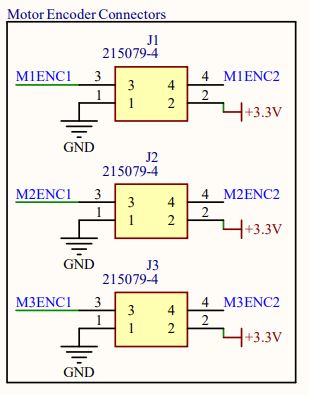 Motor Encoder Connectors
J1
215079-4
M1ENC1 3 3 4 4 M1ENC2
1 1 2 2
+3.3V
GND
J2
215079-4
M2ENC1 3 3 4 4 M2ENC2
1 1 2 2
+3.3V
GND
J3
215079-4
M3ENC1 3 3 4 4 M3ENC2
1 1 2 2
+3.3V
GND